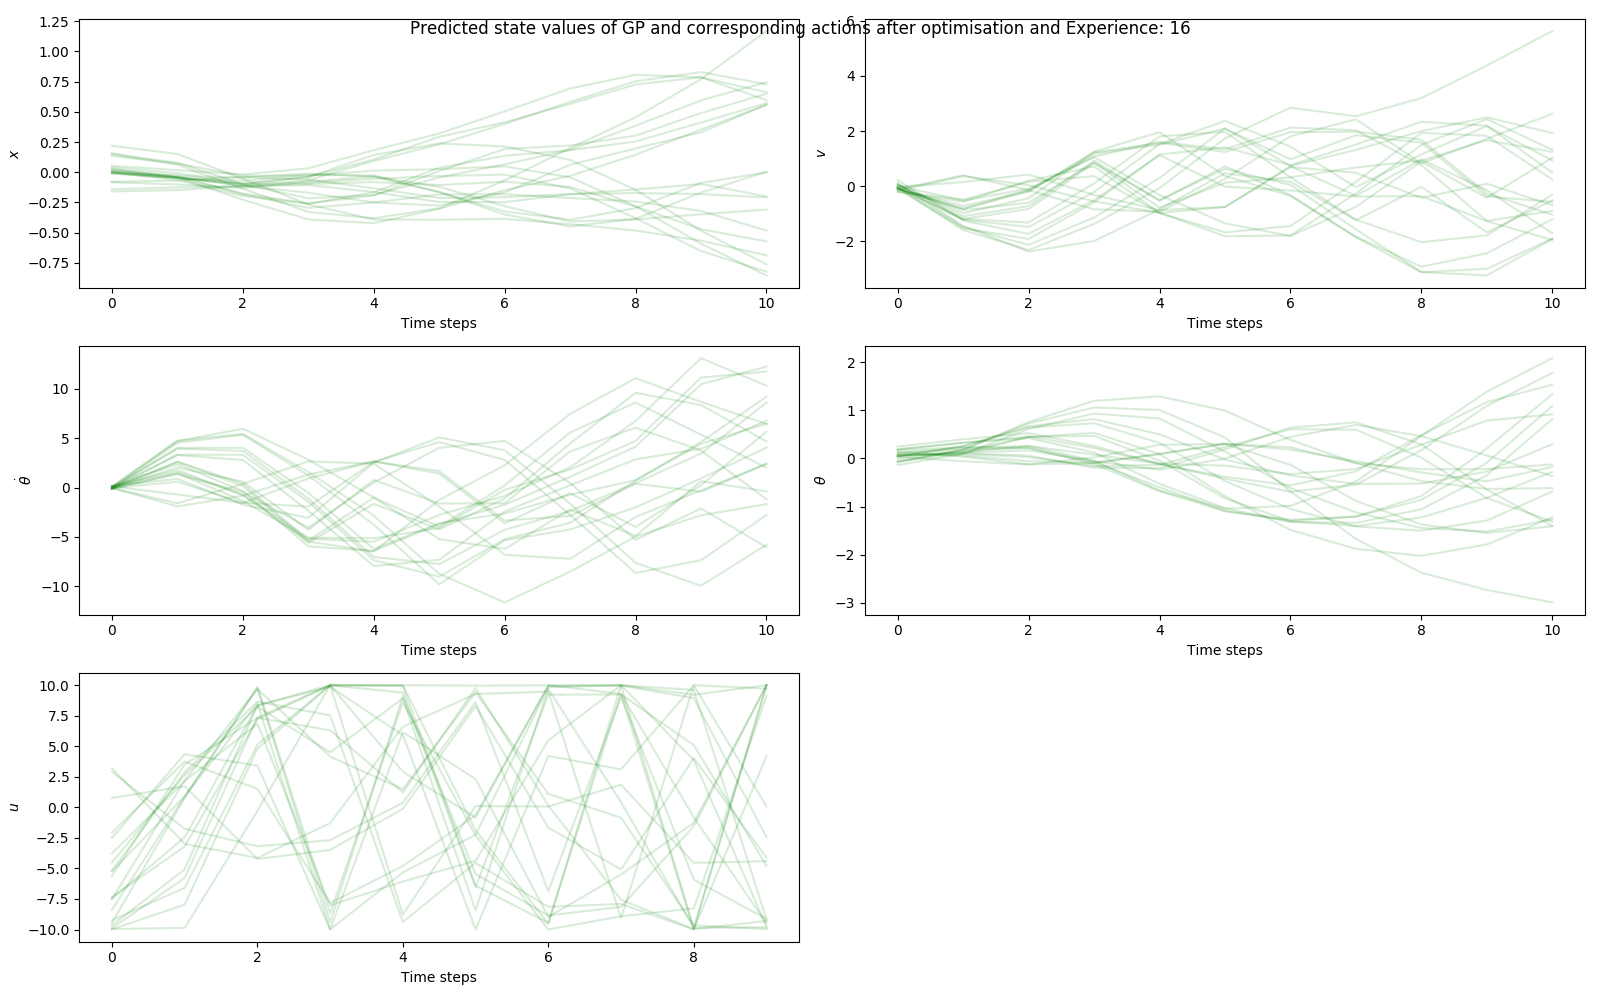 Predicted state values of GP and corresponding actions after optimisation and Experience: 16
1.25
1.00
0.75
0.50
0.25
0.00
−0.25
−0.50
−0.75
x
0 2 4 6 8 10
Time steps
6
4
2
0
−2
v
0 2 4 6 8 10
Time steps
10
5
0
−5
−10
θ̇
0 2 4 6 8 10
Time steps
2
1
0
−1
−2
−3
θ
0 2 4 6 8 10
Time steps
10.0
7.5
5.0
2.5
0.0
−2.5
−5.0
−7.5
−10.0
u
0 2 4 6 8
Time steps